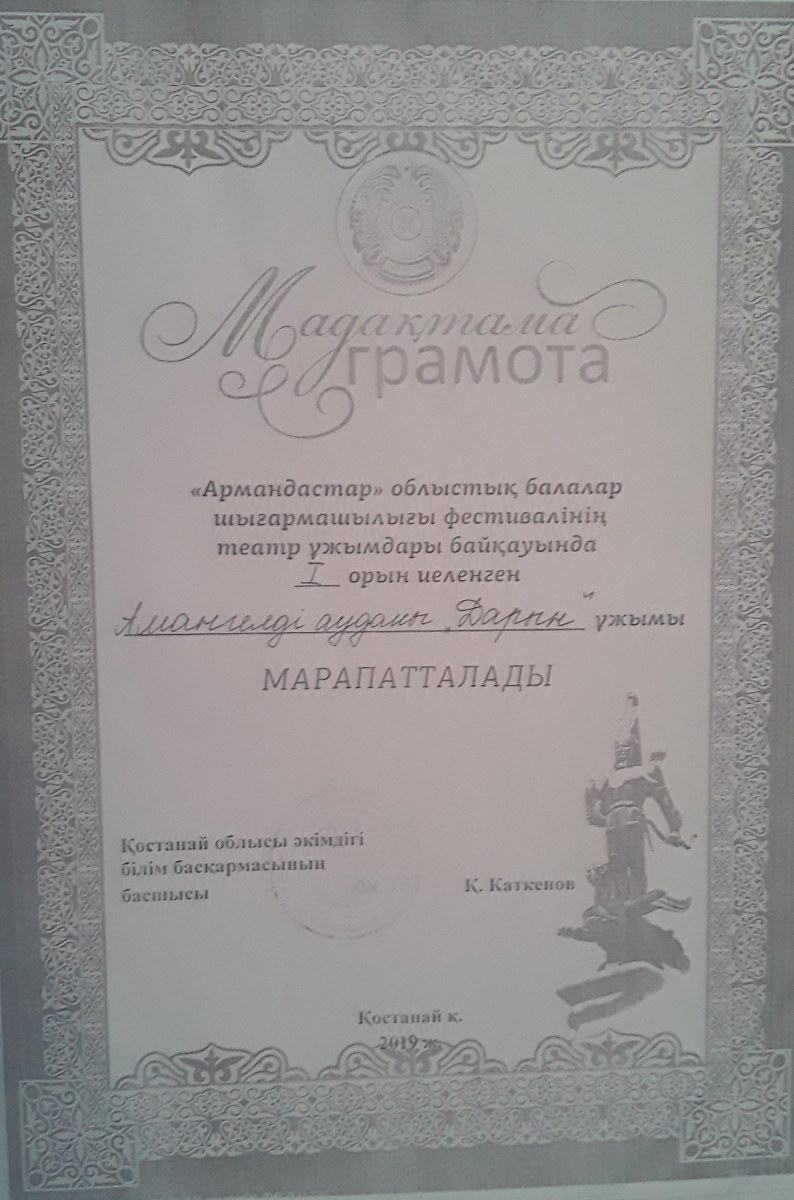 Мадақтама
грамота
«Армандастар» облыстық балалар
шығармашылығы фестивалінің
театр ұжымдары байқауында
I орын иеленген
Амангелді ауданы „Дарын" ұжымы
МАРАПАТТАЛАДЫ
Қостанай облысы әкімдігі
білім басқармасының
басшысы
Қ. Каткенов
Қостанай қ.
2019 ж.